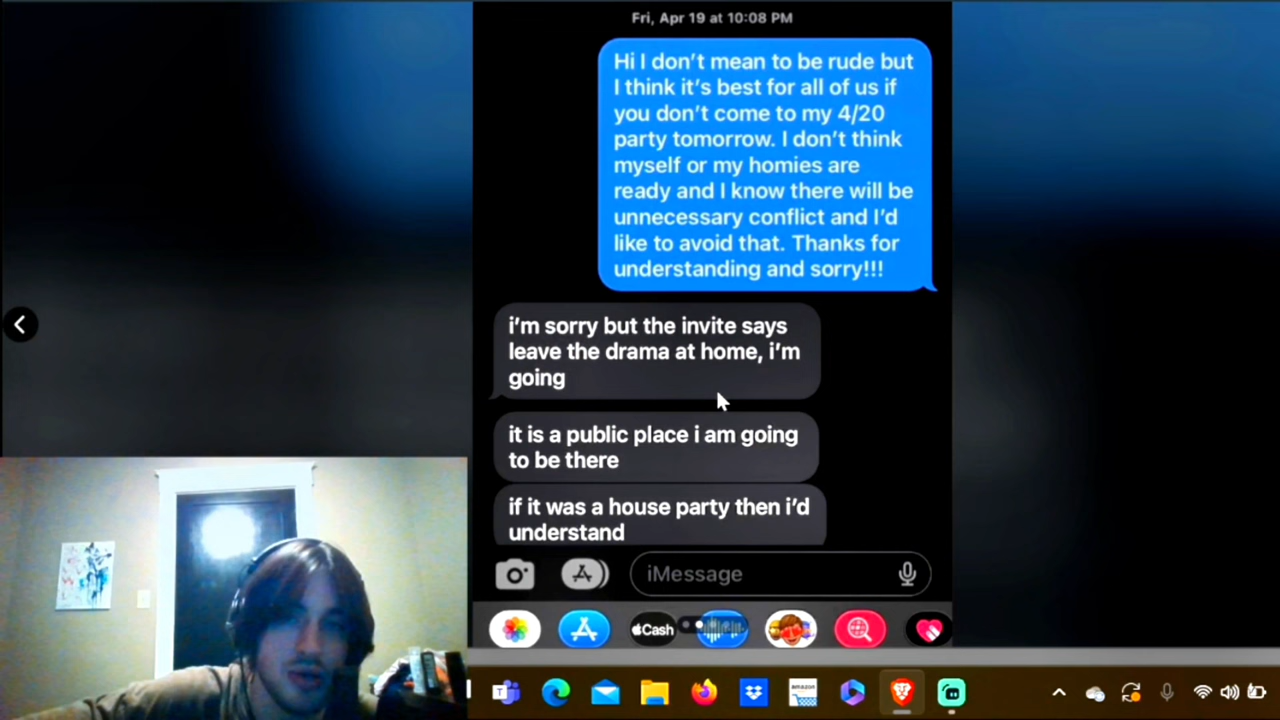 Fri, Apr 19 at 10:08 PM
Hi I don't mean to be rude but
I think it's best for all of us if
you don't come to my 4/20
party tomorrow. I don't think
myself or my homies are
ready and I know there will be
unnecessary conflict and I'd
like to avoid that. Thanks for
understanding and sorry!!!
i'm sorry but the invite says
leave the drama at home, i'm
going
it is a public place i am going
to be there
if it was a house party then i'd
understand
iMessage
Cash
amazon